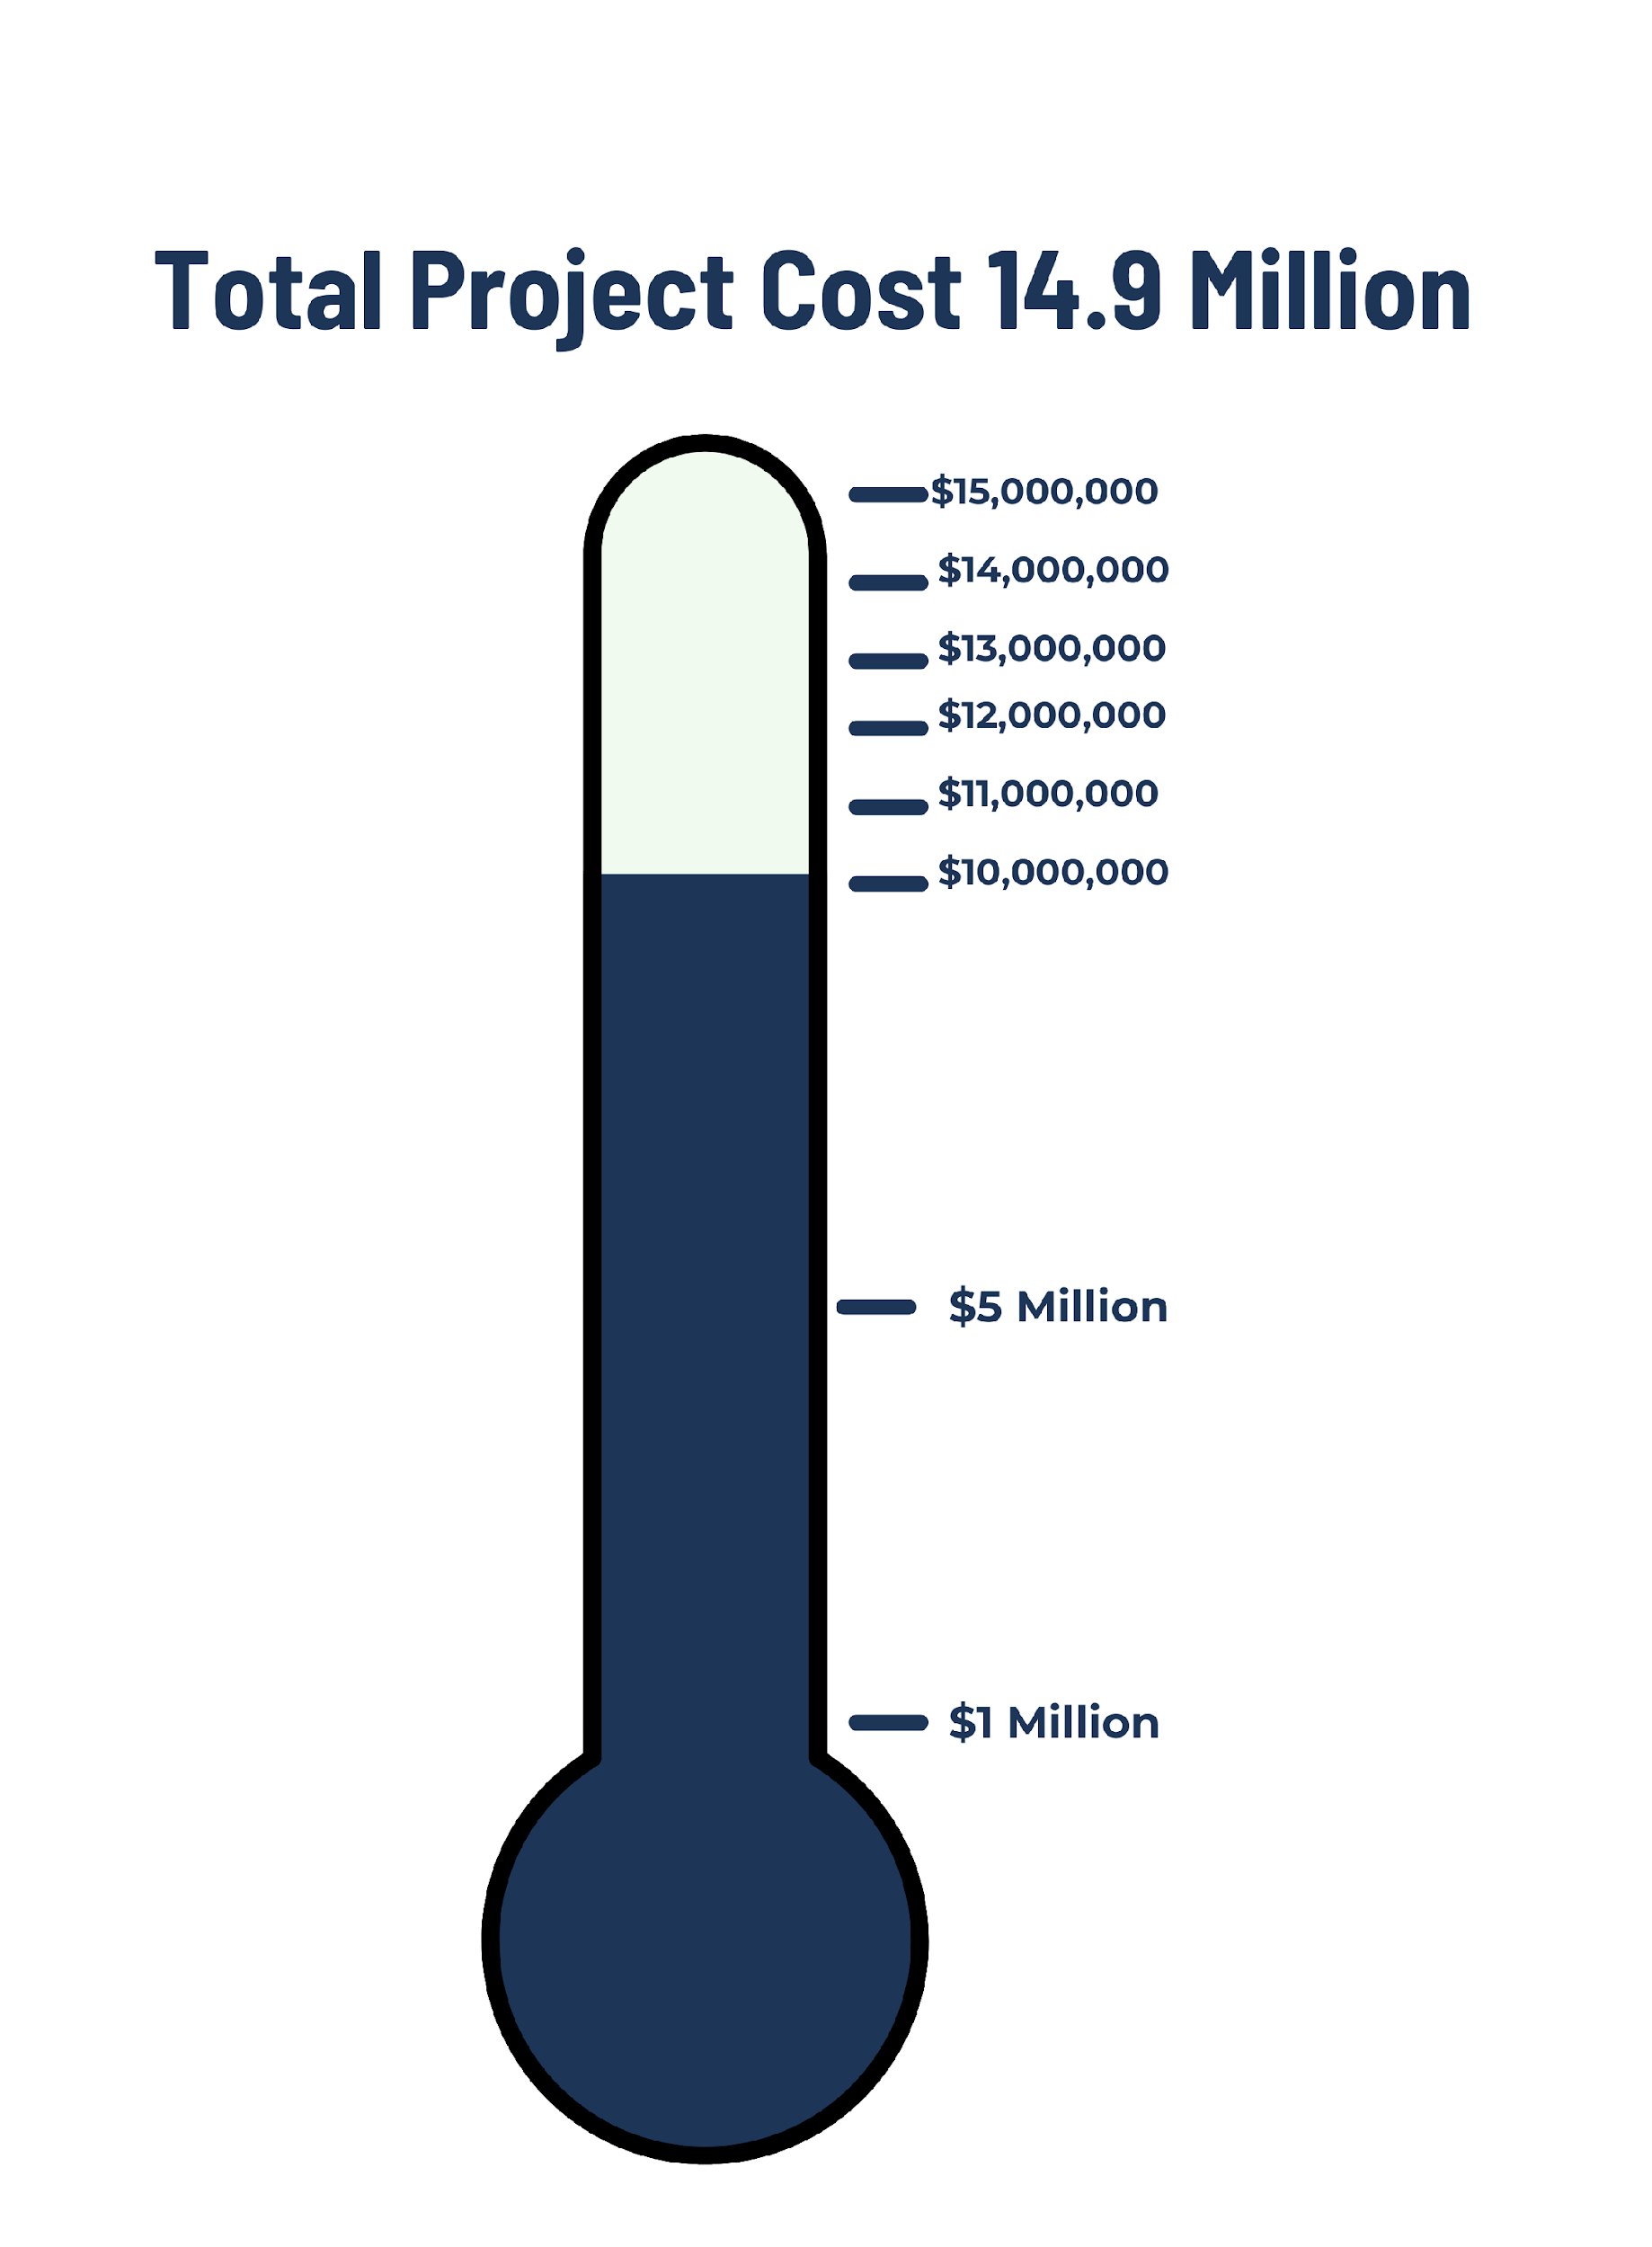 Total Project Cost 14.9 Million
$15,000,000
$14,000,000
$13,000,000
$12,000,000
$11,000,000
$10,000,000
$5 Million
$1 Million